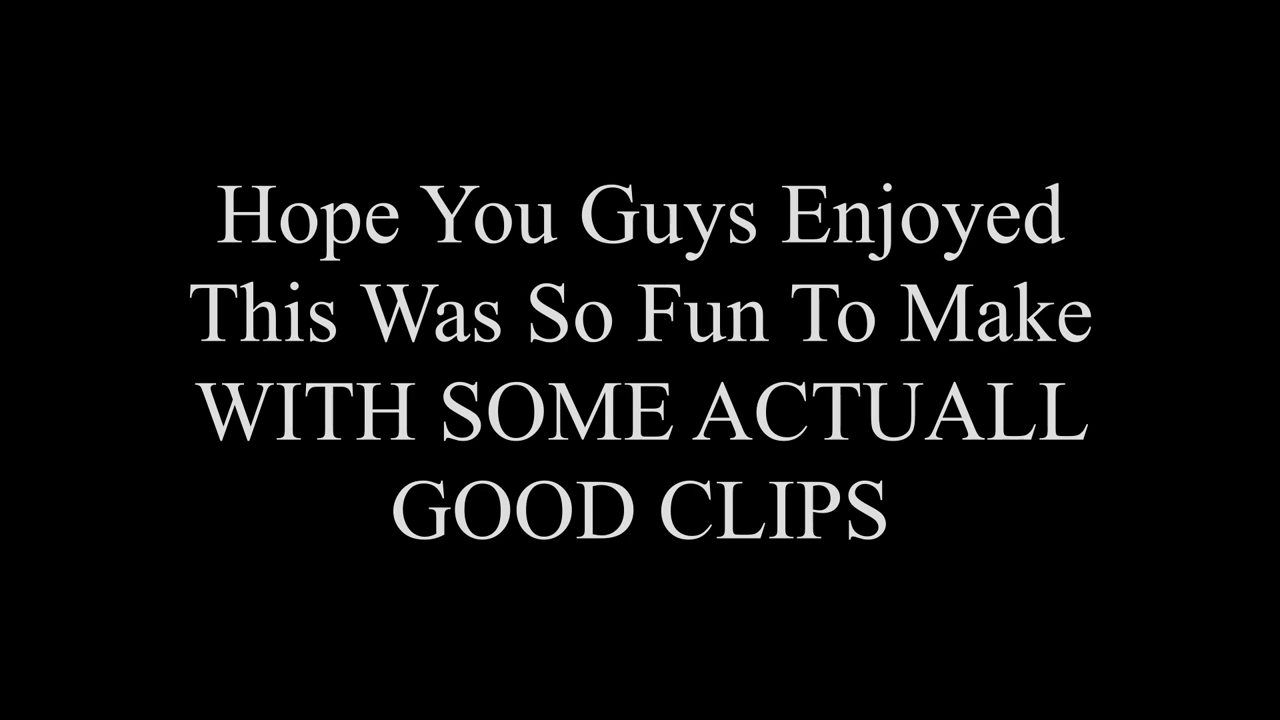 Hope You Guys Enjoyed
This Was So Fun To Make
WITH SOME ACTUALL
GOOD CLIPS